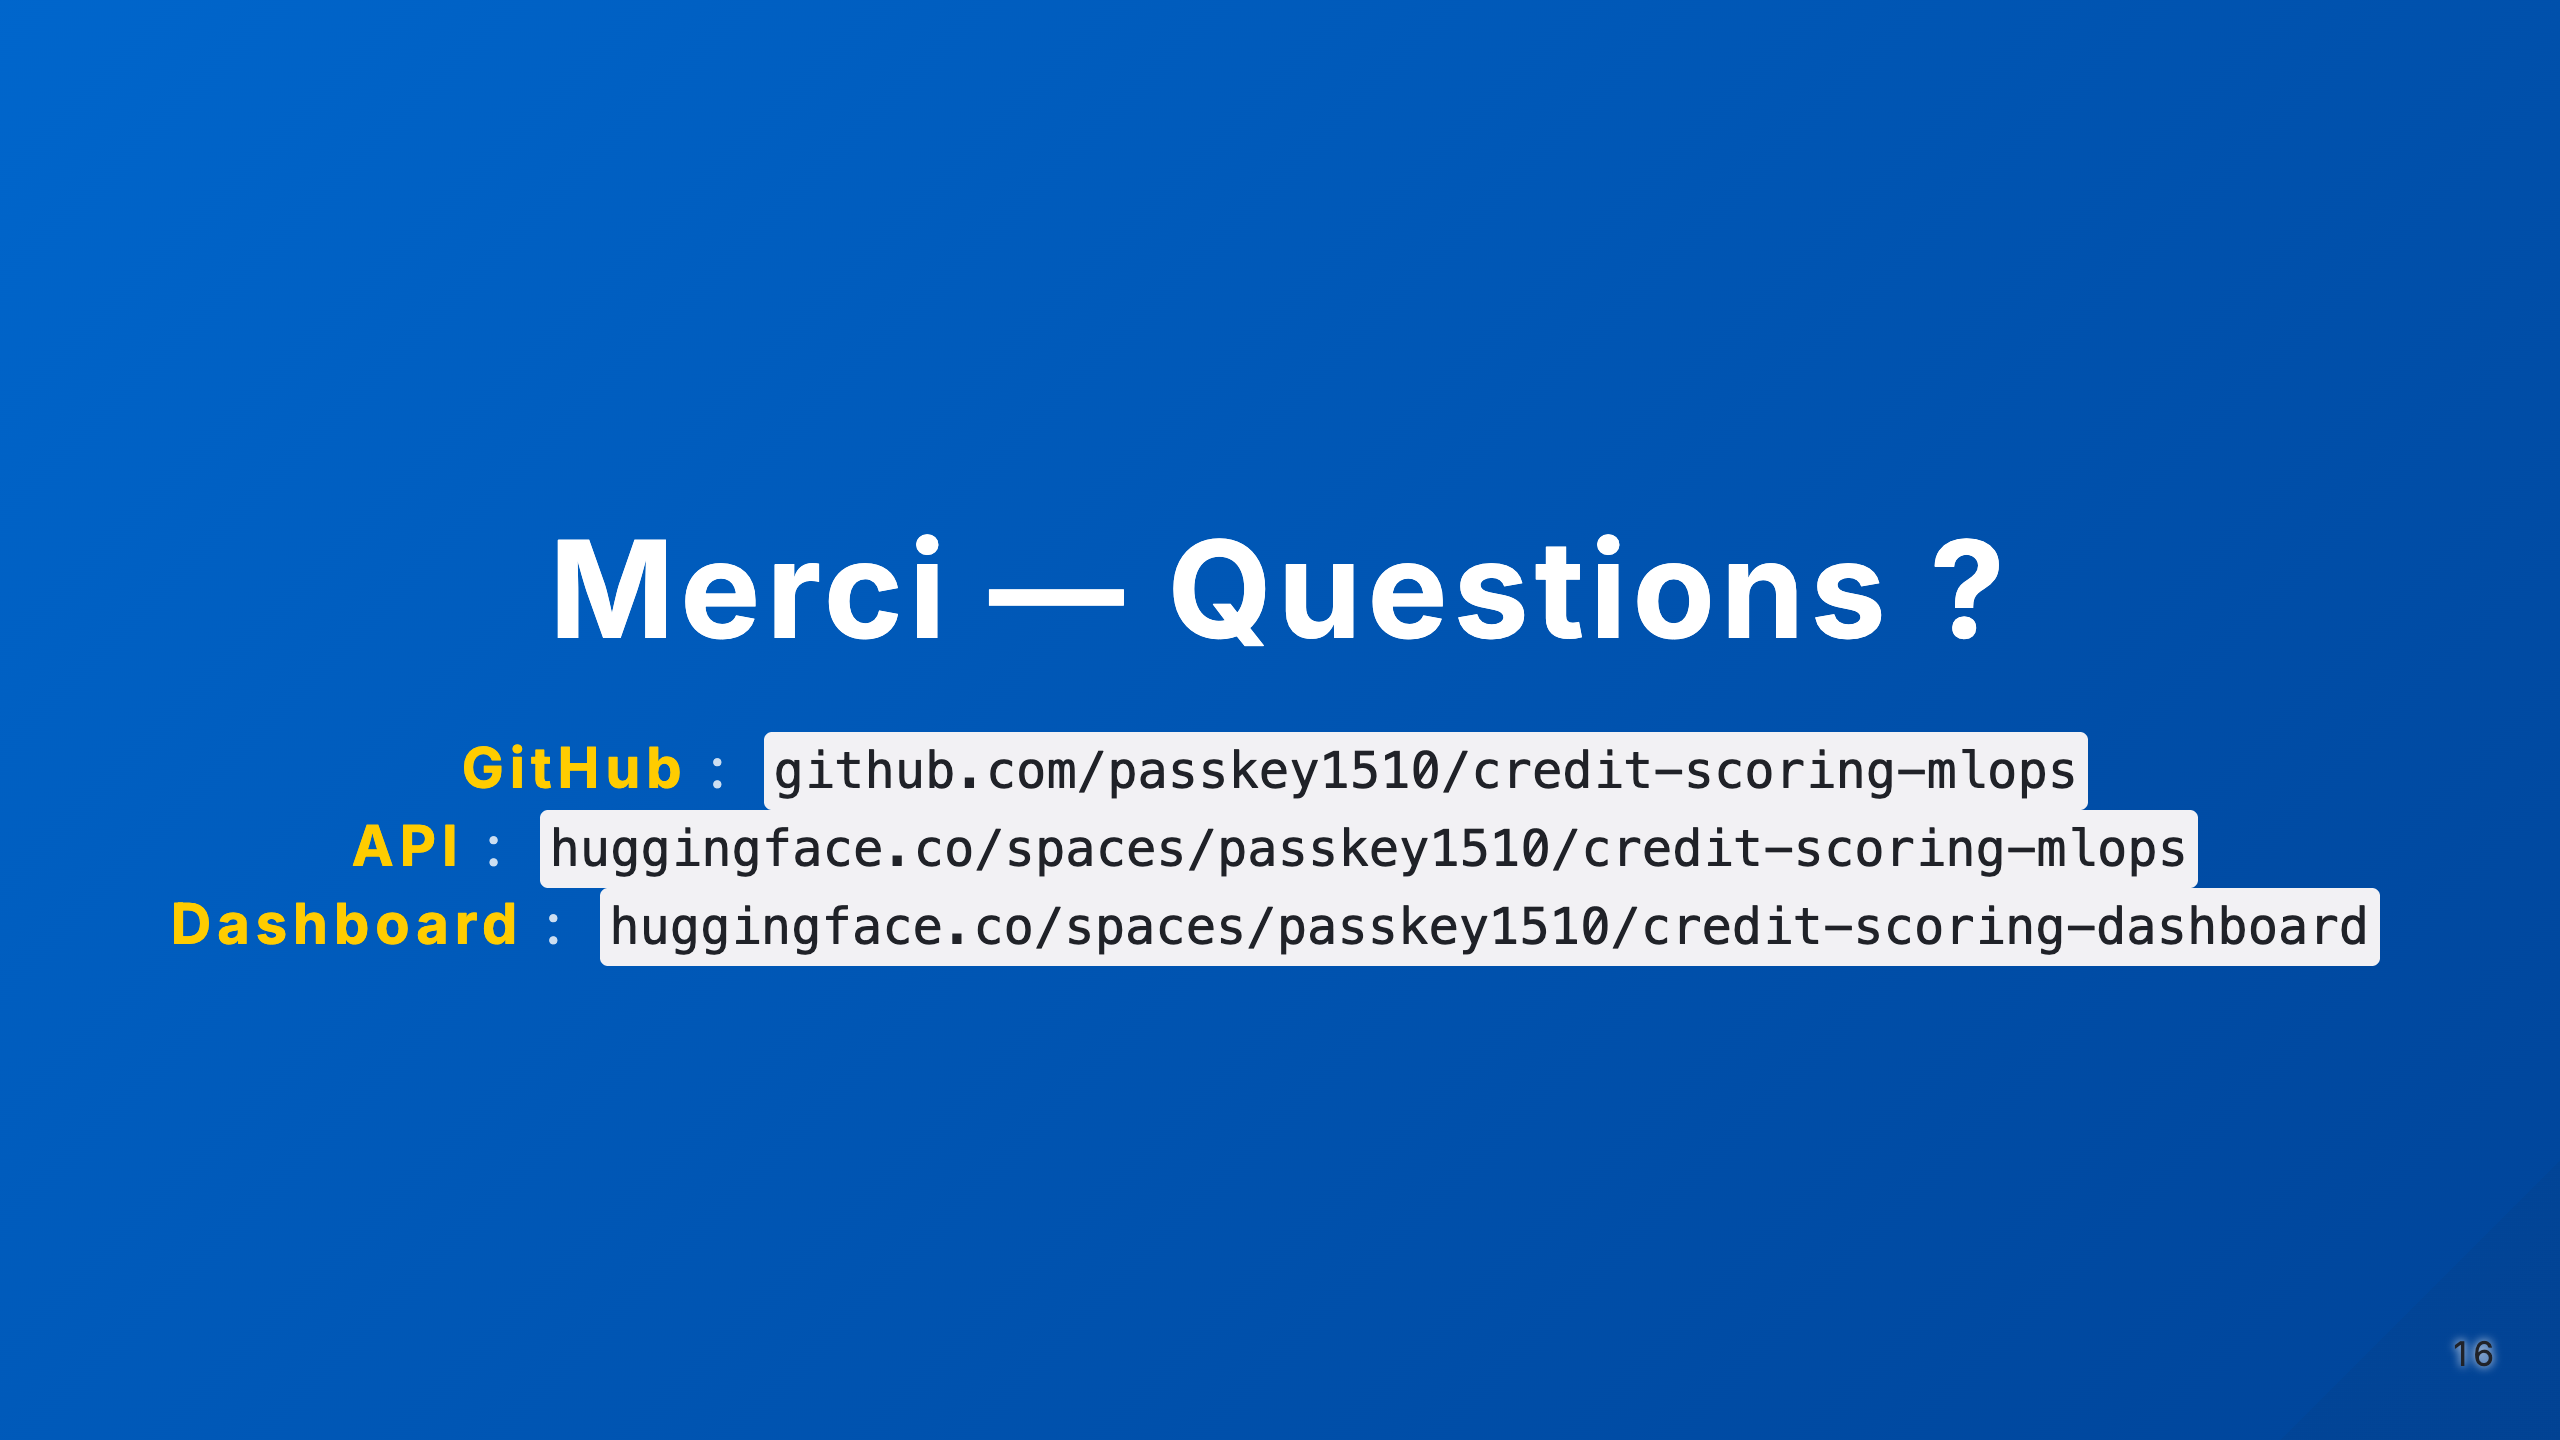 Merci — Questions ?
GitHub : github.com/passkey1510/credit-scoring-mlops
API : huggingface.co/spaces/passkey1510/credit-scoring-mlops
Dashboard : huggingface.co/spaces/passkey1510/credit-scoring-dashboard
16